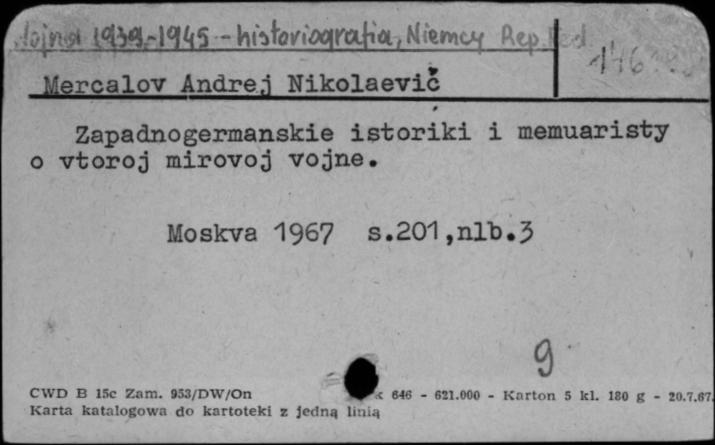 Wojna 1939-1945 - historiografia, Niemcy Rep. Fed.
146
Mercalov Andrej Nikolaevič
Zapadnogermanskie istoriki i memuaristy
o vtoroj mirovoj vojne.
Moskva 1967 s.201,nlb.3
9
CWD B 15c Zam. 953/DW/On k 646 - 621.000 - Karton 5 kl. 180 g - 20.7.67.
Karta katalogowa do kartoteki z jedną linią